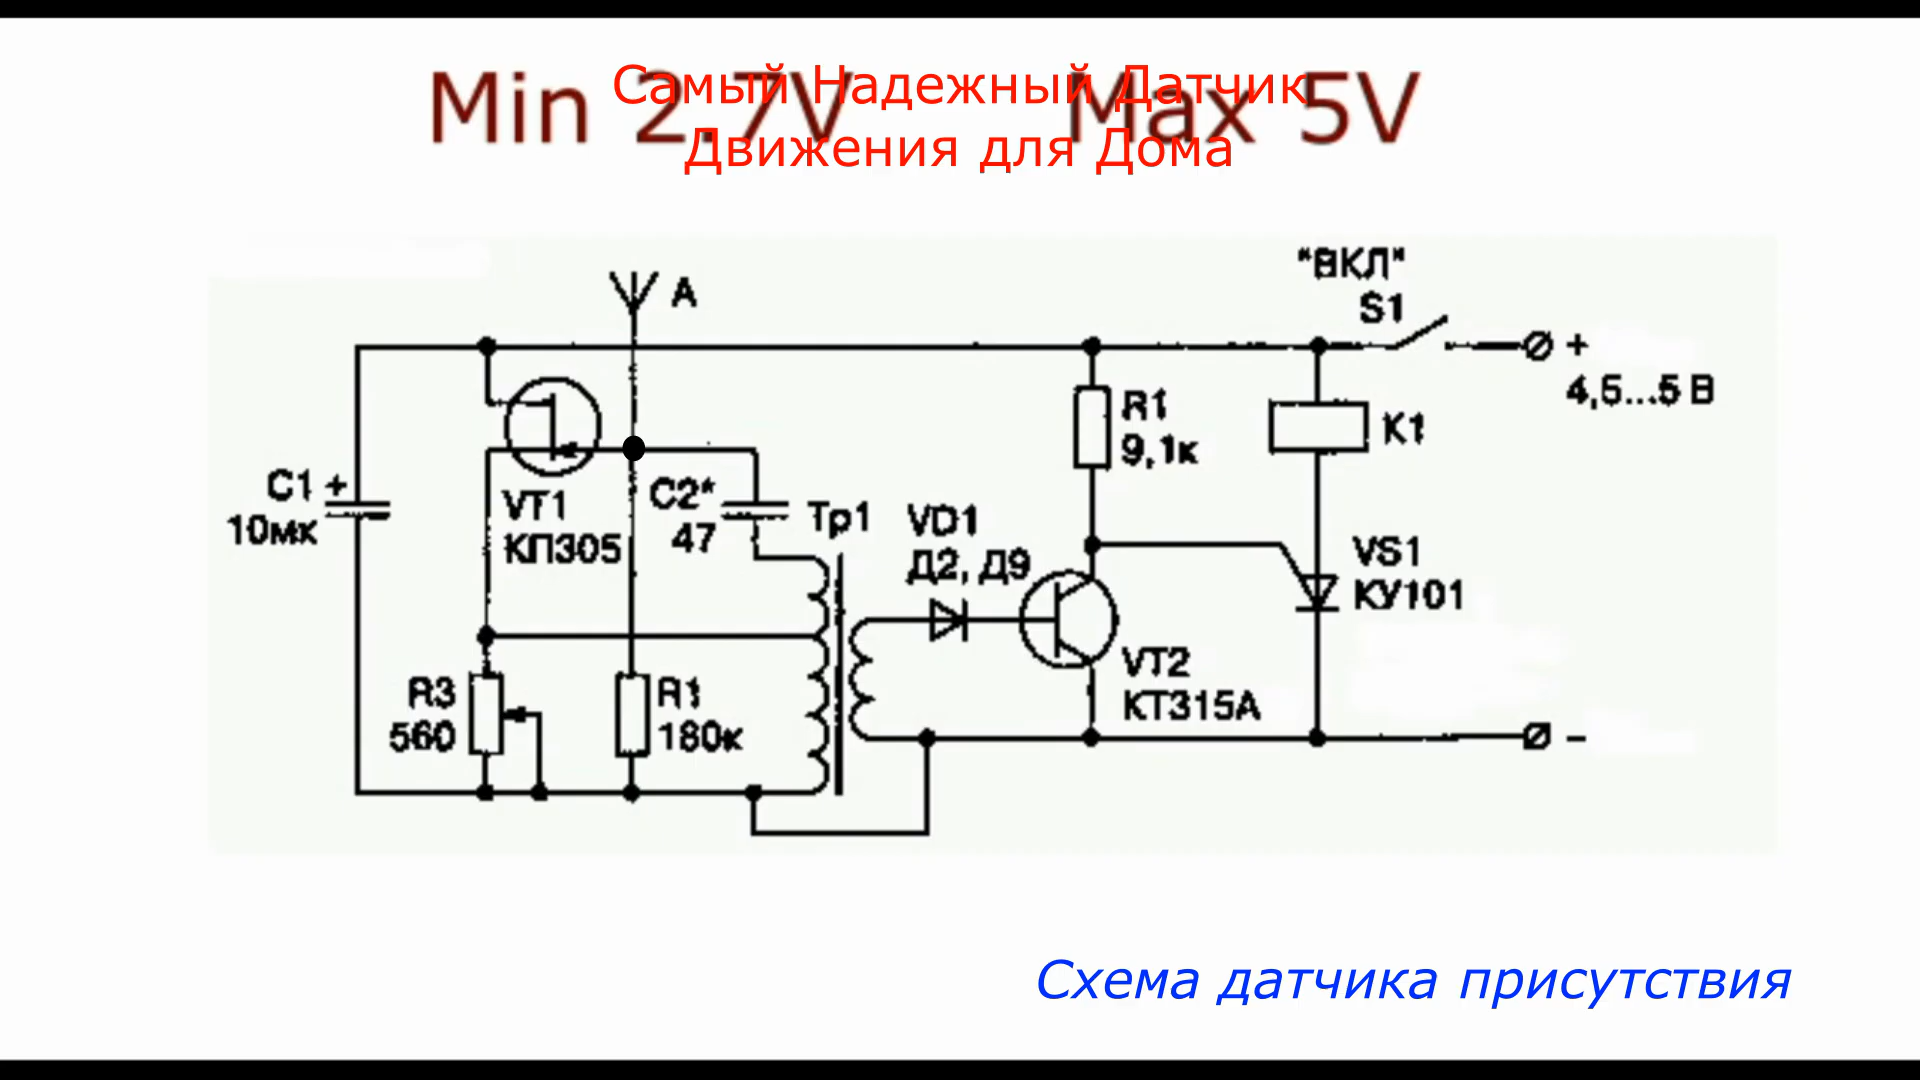 Min 2.7V Max 5V
Самый Надежный Датчик
Движения для Дома
"ВКЛ"
S1
A
+
4,5...5 В
R1
9,1к
K1
C1 +
10мк
VT1
КП305
C2*
47
Тр1
VD1
Д2, Д9
VS1
КУ101
R3
560
R1
180к
VT2
КТ315А
–
Схема датчика присутствия